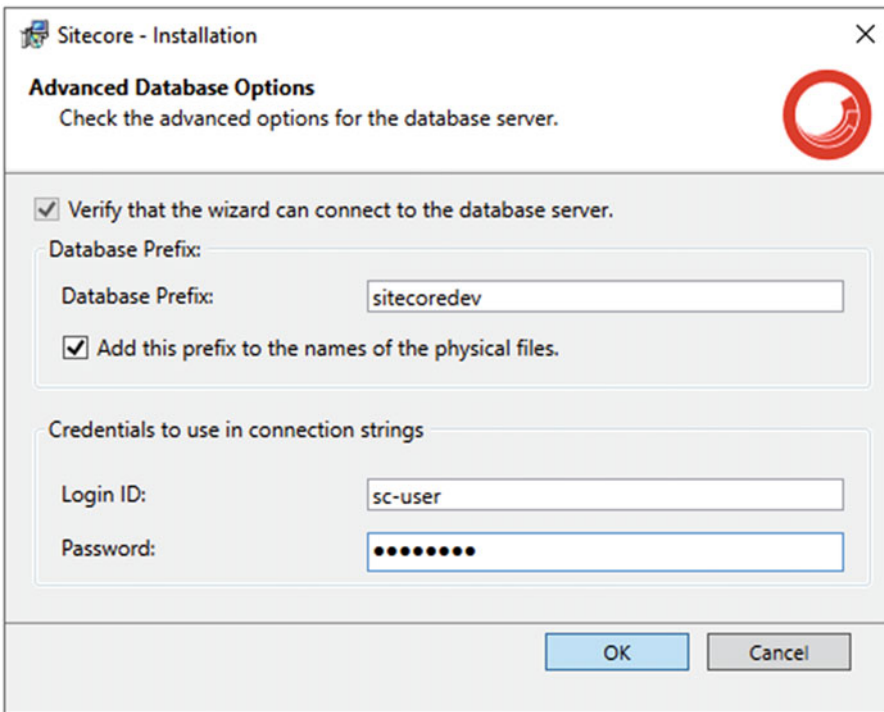 Sitecore - Installation
Advanced Database Options
Check the advanced options for the database server.
Verify that the wizard can connect to the database server.
Database Prefix:
Database Prefix: sitecoredev
Add this prefix to the names of the physical files.
Credentials to use in connection strings
Login ID: sc-user
Password: ●●●●●●●●
OK Cancel